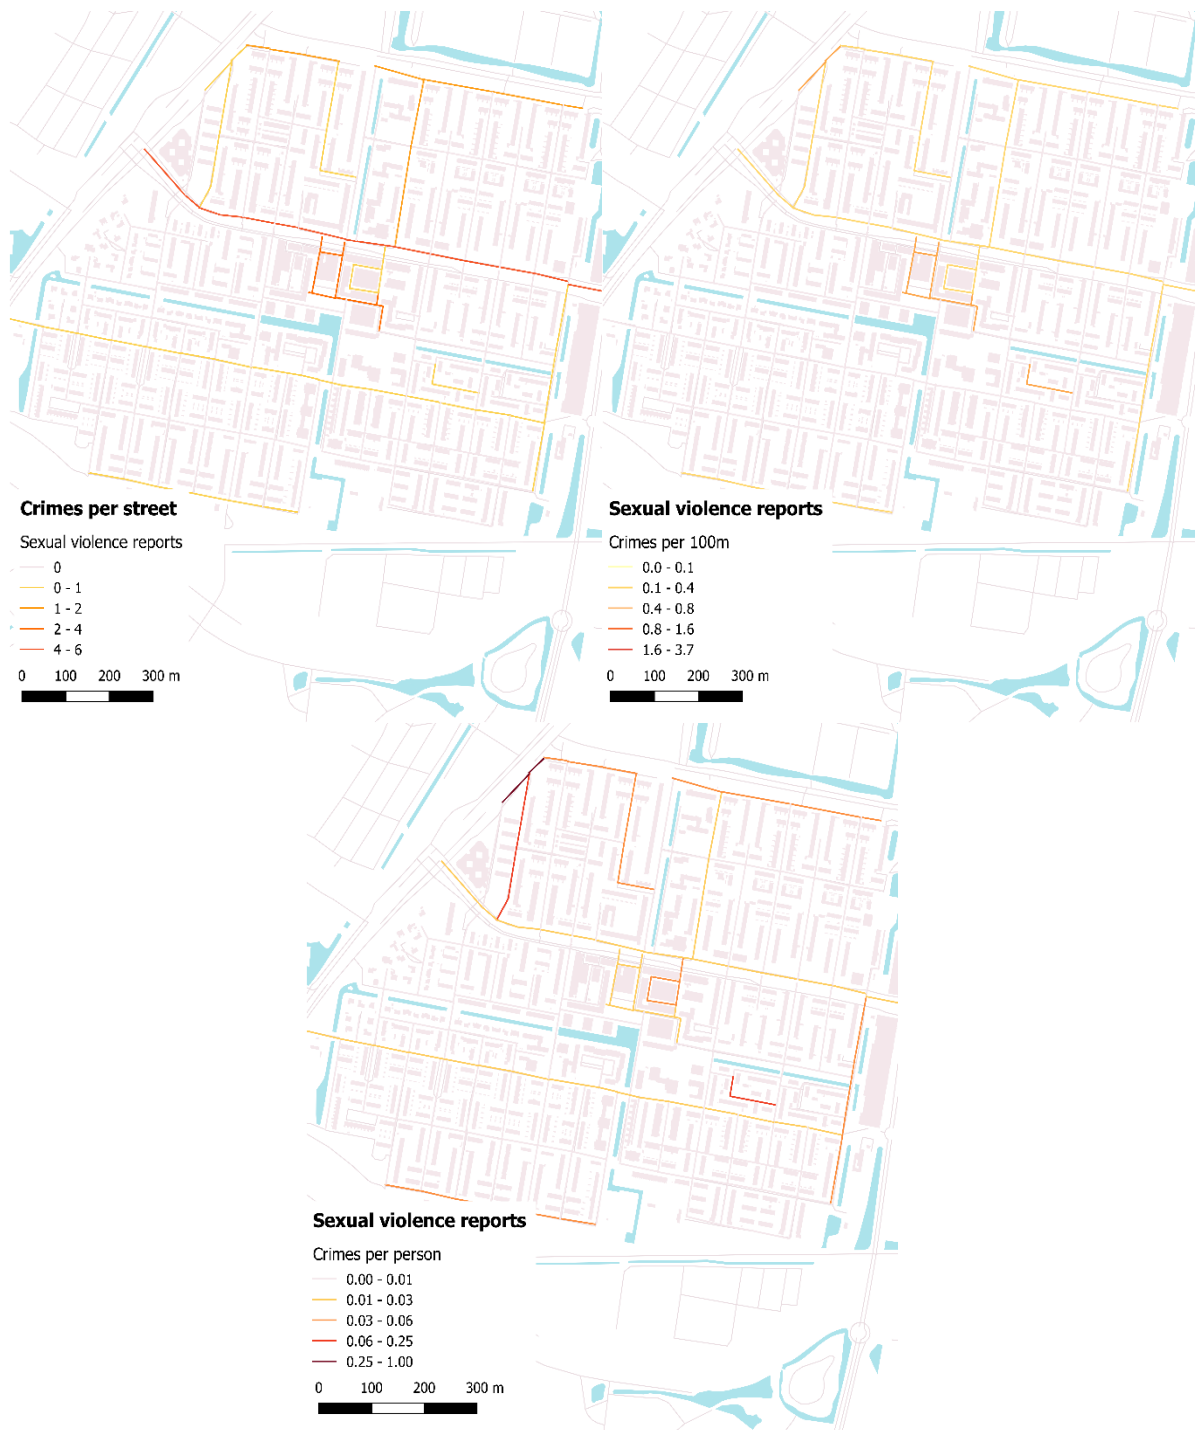 Crimes per street
Sexual violence reports
0
0 - 1
1 - 2
2 - 4
4 - 6
0 100 200 300 m
Sexual violence reports
Crimes per 100m
0.0 - 0.1
0.1 - 0.4
0.4 - 0.8
0.8 - 1.6
1.6 - 3.7
0 100 200 300 m
Sexual violence reports
Crimes per person
0.00 - 0.01
0.01 - 0.03
0.03 - 0.06
0.06 - 0.25
0.25 - 1.00
0 100 200 300 m